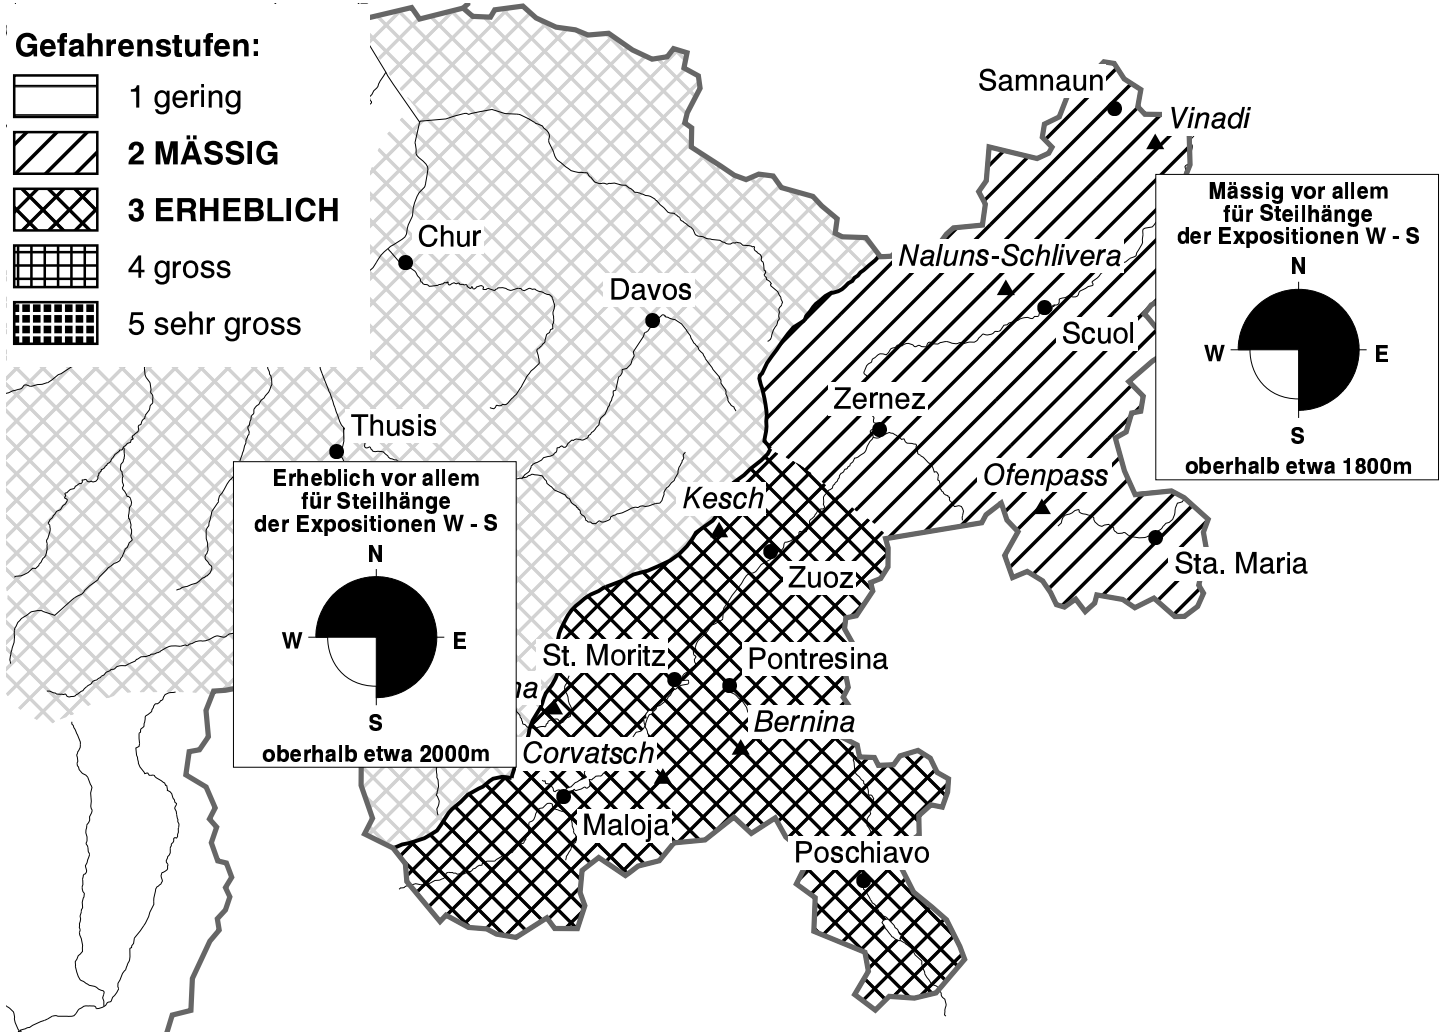 Gefahrenstufen:
1 gering
2 MÄSSIG
3 ERHEBLICH
4 gross
5 sehr gross
Samnaun
Vinadi
Mässig vor allem
für Steilhänge
der Expositionen W - S
N
W E
S
oberhalb etwa 1800m
Chur
Naluns-Schlivera
Davos
Scuol
Zernez
Thusis
Ofenpass
Kesch
Erheblich vor allem
für Steilhänge
der Expositionen W - S
N
W E
S
oberhalb etwa 2000m
Zuoz
Sta. Maria
St. Moritz
Pontresina
na
Bernina
Corvatsch
Maloja
Poschiavo